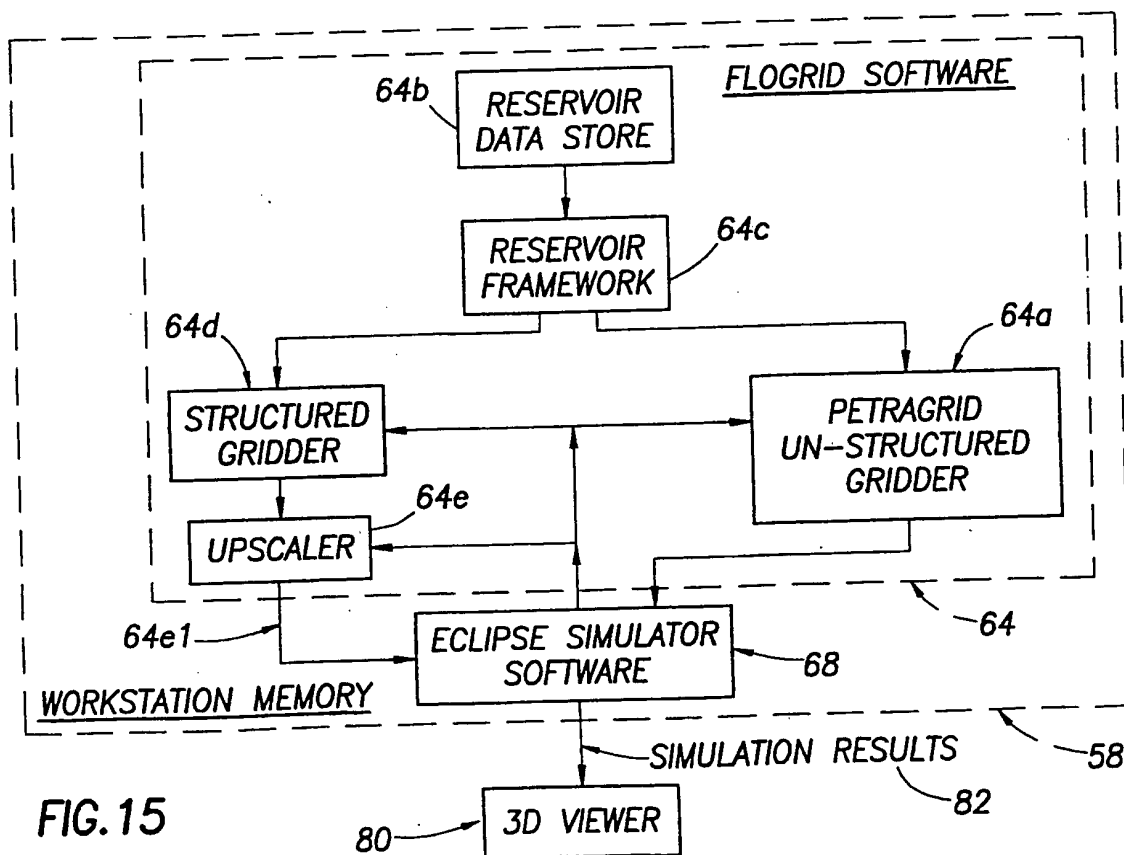 FLOGRID SOFTWARE
64b
RESERVOIR
DATA STORE
64c
RESERVOIR
FRAMEWORK
64d
64a
STRUCTURED
GRIDDER
PETRAGRID
UN-STRUCTURED
GRIDDER
64e
UPSCALER
64
64e1
ECLIPSE SIMULATOR
SOFTWARE
68
WORKSTATION MEMORY
58
SIMULATION RESULTS
82
FIG.15
80
3D VIEWER